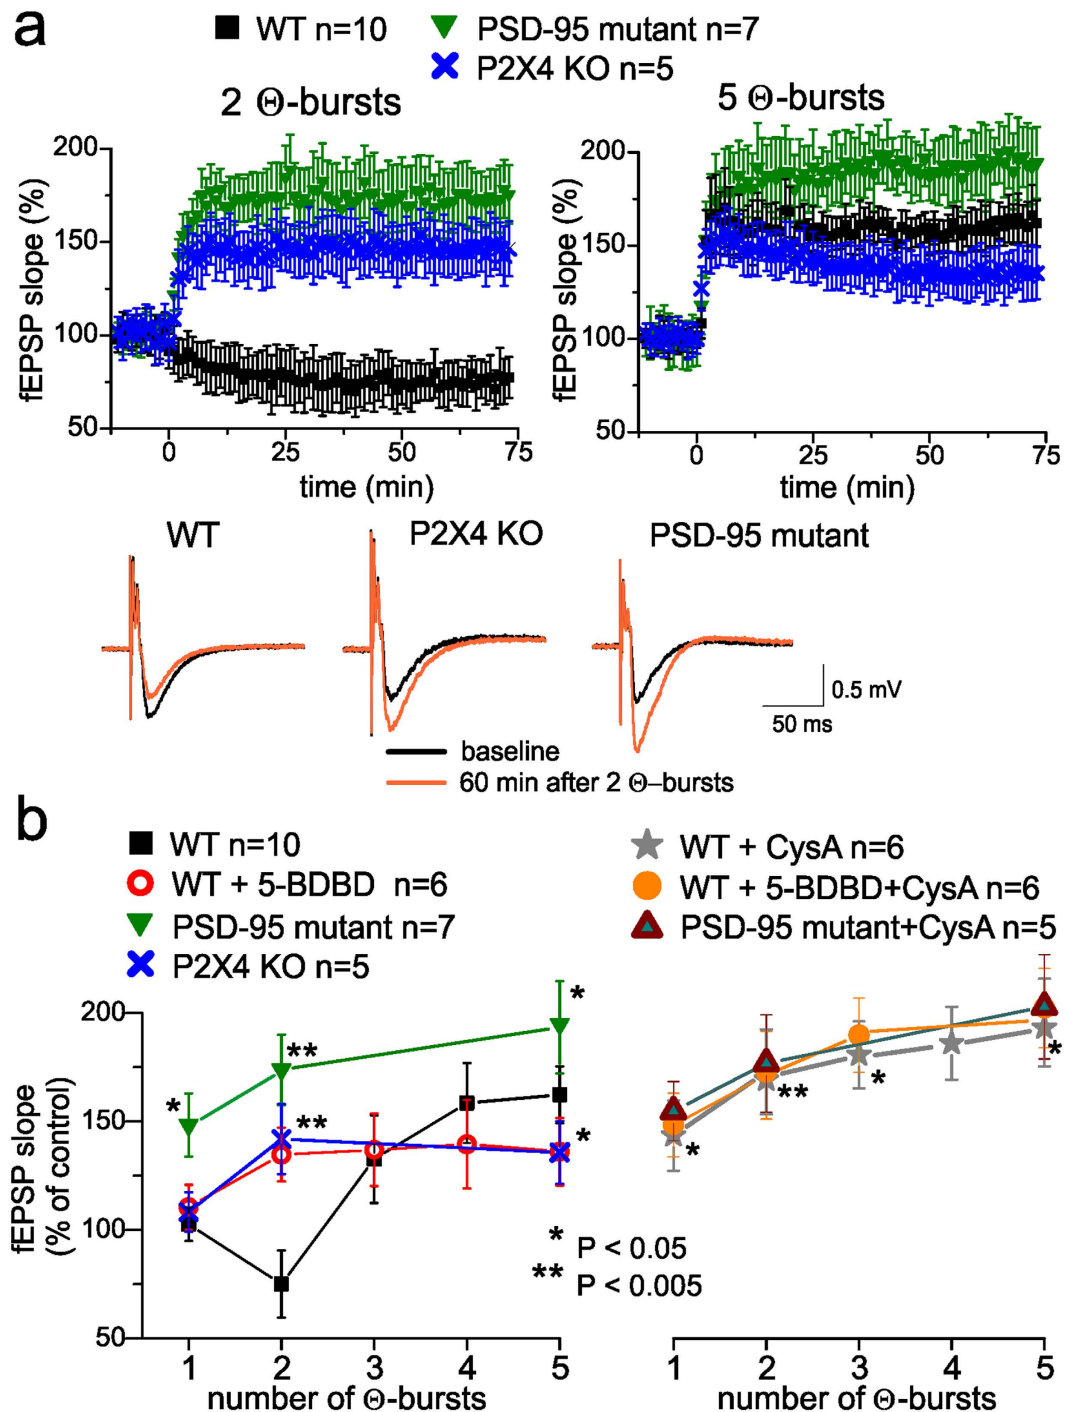 a
WT n=10
PSD-95 mutant n=7
P2X4 KO n=5
2 Θ-bursts
5 Θ-bursts
fEPSP slope (%)
200
150
100
50
0 25 50 75
time (min)
fEPSP slope (%)
200
150
100
50
0 25 50 75
time (min)
WT
P2X4 KO
PSD-95 mutant
0.5 mV
50 ms
baseline
60 min after 2 Θ–bursts
b
WT n=10
WT + 5-BDBD n=6
PSD-95 mutant n=7
P2X4 KO n=5
WT + CysA n=6
WT + 5-BDBD+CysA n=6
PSD-95 mutant+CysA n=5
fEPSP slope
(% of control)
200
150
100
50
*
**
*
**
*
* P < 0.05
** P < 0.005
1 2 3 4 5
number of Θ-bursts
*
**
*
*
1 2 3 4 5
number of Θ-bursts